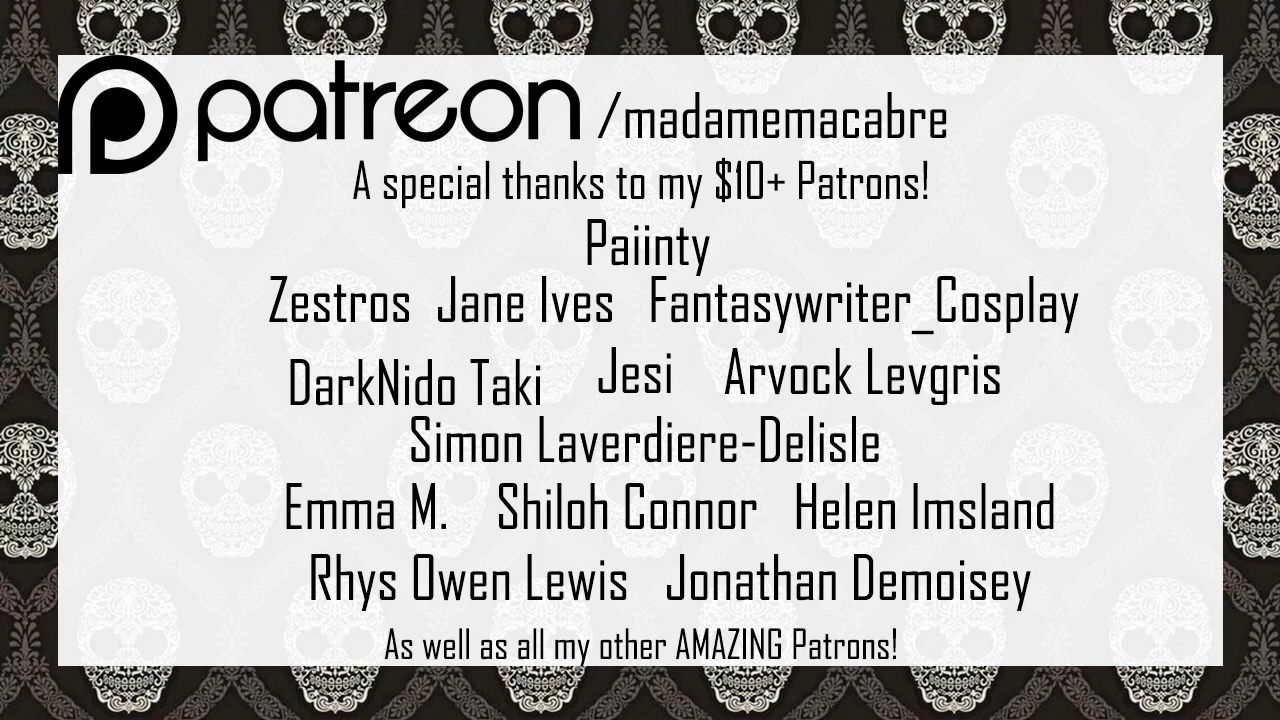 patreon /madamemacabre
A special thanks to my $10+ Patrons!
Paiinty
Zestros Jane Ives Fantasywriter_Cosplay
DarkNido Taki Jesi Arvock Levgris
Simon Laverdiere-Delisle
Emma M. Shiloh Connor Helen Imsland
Rhys Owen Lewis Jonathan Demoisey
As well as all my other AMAZING Patrons!